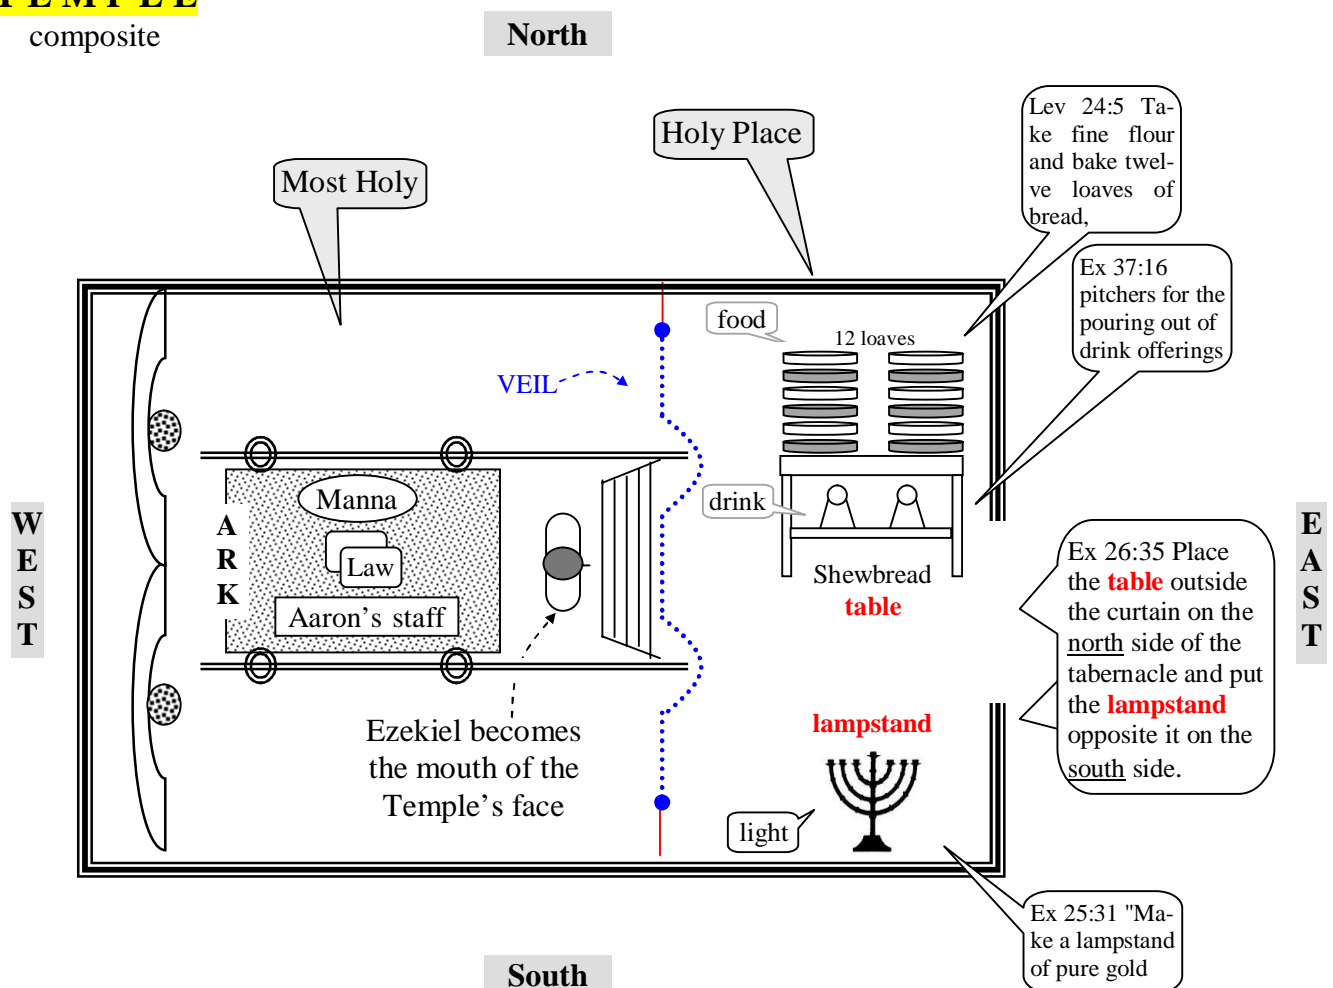 TEMPLE
composite
North
Lev 24:5 Ta-
ke fine flour
and bake twel-
ve loaves of
bread,
Holy Place
Most Holy
Ex 37:16
pitchers for the
pouring out of
drink offerings
food
12 loaves
VEIL
drink
Manna
Law
Aaron’s staff
A
R
K
W
E
S
T
E
A
S
T
Shewbread
table
Ex 26:35 Place
the table outside
the curtain on the
north side of the
tabernacle and put
the lampstand
opposite it on the
south side.
Ezekiel becomes
the mouth of the
Temple’s face
lampstand
light
Ex 25:31 "Ma-
ke a lampstand
of pure gold
South